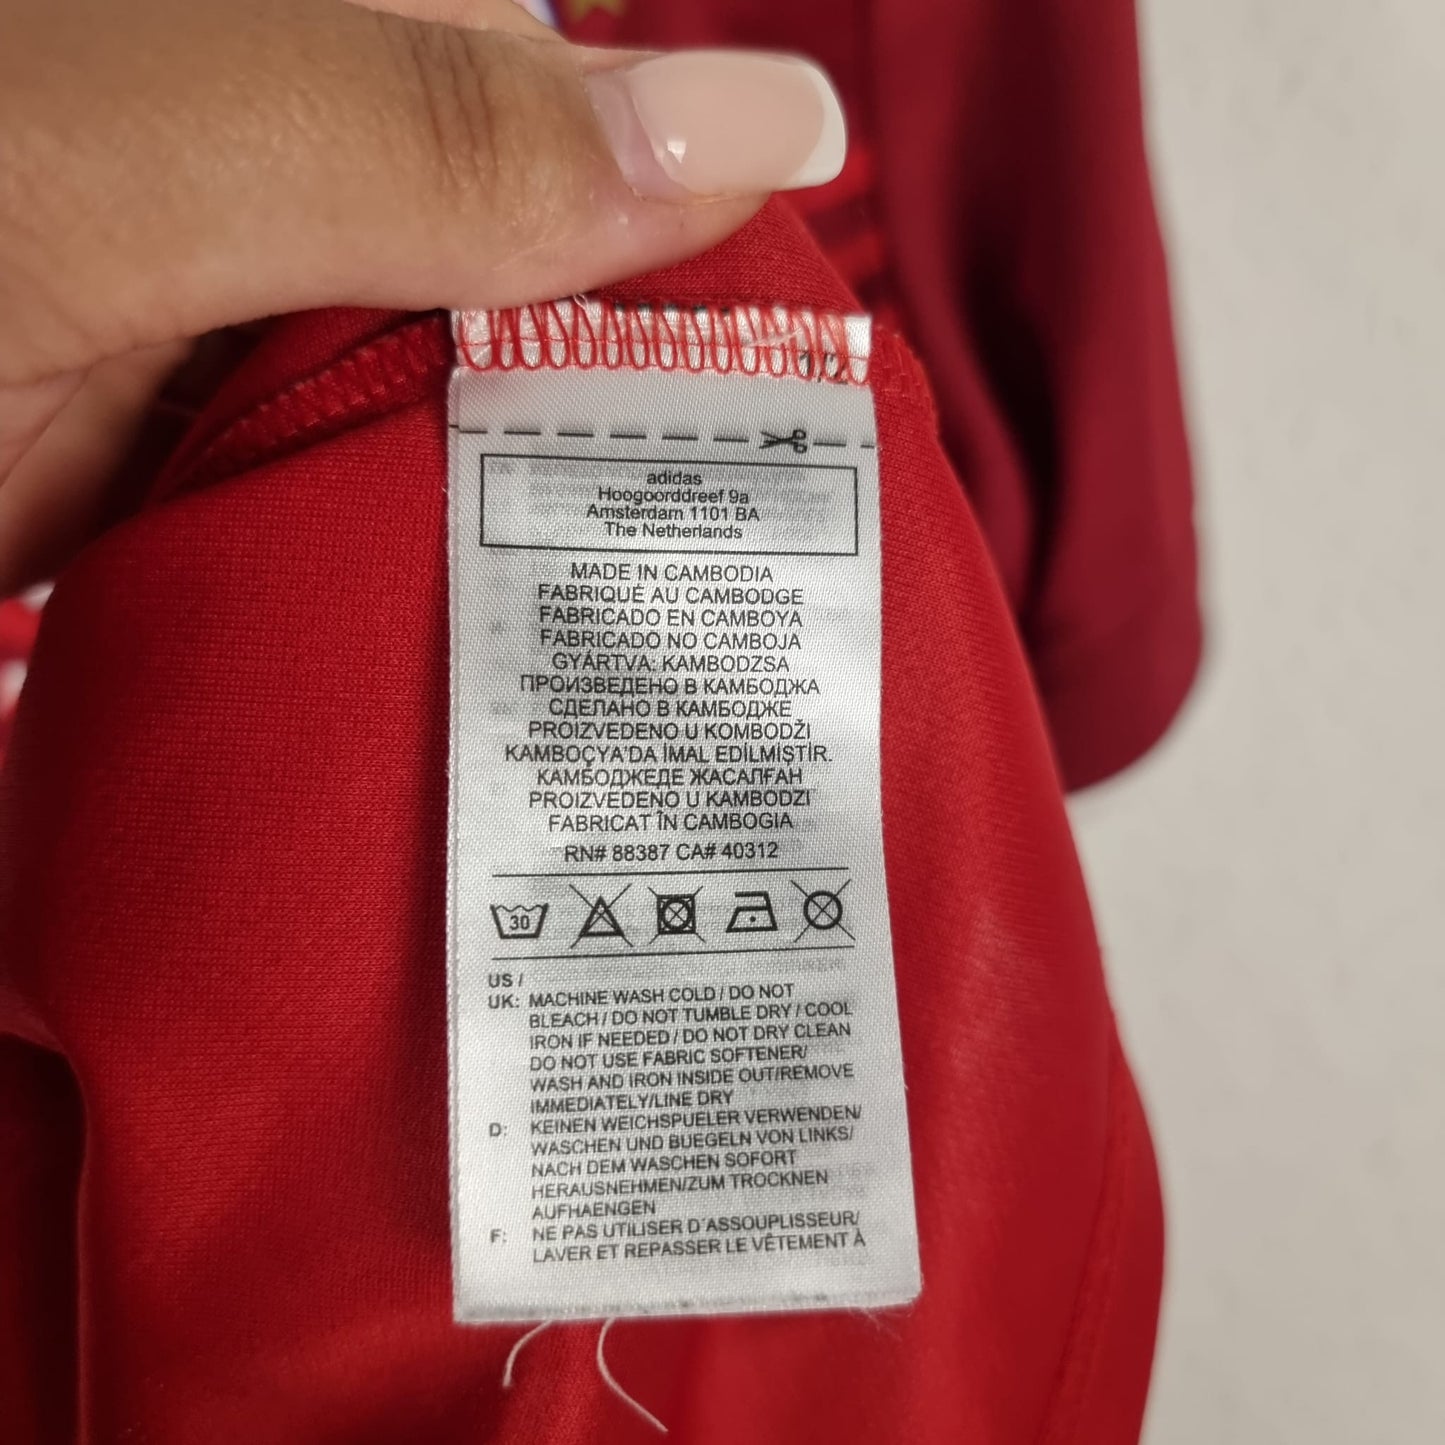 1/2
adidas
Hoogoorddreef 9a
Amsterdam 1101 BA
The Netherlands
MADE IN CAMBODIA
FABRIQUÉ AU CAMBODGE
FABRICADO EN CAMBOYA
FABRICADO NO CAMBOJA
GYÁRTVA: KAMBODZSA
ПРОИЗВЕДЕНО В КАМБОДЖА
СДЕЛАНО В КАМБОДЖЕ
PROIZVEDENO U KOMBODŽI
KAMBOÇYA'DA İMAL EDİLMİŞTİR.
КАМБОДЖЕДЕ ЖАСАЛҒАН
PROIZVEDENO U KAMBODZI
FABRICAT ÎN CAMBOGIA
RN# 88387 CA# 40312
30
US /
UK: MACHINE WASH COLD / DO NOT
BLEACH / DO NOT TUMBLE DRY / COOL
IRON IF NEEDED / DO NOT DRY CLEAN
DO NOT USE FABRIC SOFTENER/
WASH AND IRON INSIDE OUT/REMOVE
IMMEDIATELY/LINE DRY
D: KEINEN WEICHSPUELER VERWENDEN/
WASCHEN UND BUEGELN VON LINKS/
NACH DEM WASCHEN SOFORT
HERAUSNEHMEN/ZUM TROCKNEN
AUFHAENGEN
F: NE PAS UTILISER D´ASSOUPLISSEUR/
LAVER ET REPASSER LE VÊTEMENT À